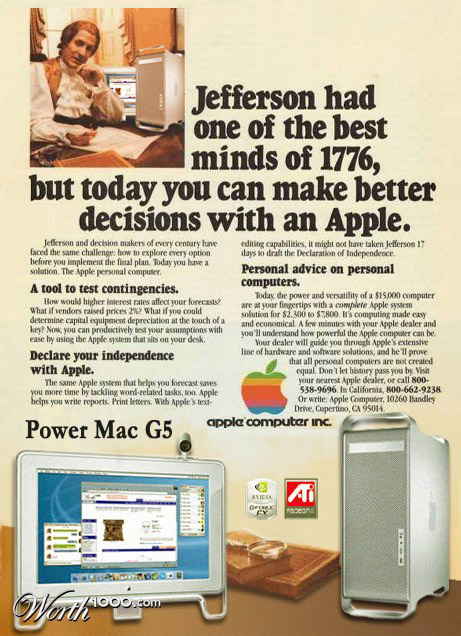 Jefferson had
one of the best
minds of 1776,
but today you can make better
decisions with an Apple.
Jefferson and decision makers of every century have
faced the same challenge: how to explore every option
before you implement the final plan. Today you have a
solution. The Apple personal computer.
A tool to test contingencies.
How would higher interest rates affect your forecasts?
What if vendors raised prices 2%? What if you could
determine capital equipment depreciation at the touch of a
key? Now, you can productively test your assumptions with
ease by using the Apple system that sits on your desk.
Declare your independence
with Apple.
The same Apple system that helps you forecast saves
you more time by tackling word-related tasks, too. Apple
helps you write reports. Print letters. With Apple's text-
editing capabilities, it might not have taken Jefferson 17
days to draft the Declaration of Independence.
Personal advice on personal
computers.
Today, the power and versatility of a $15,000 computer
are at your fingertips with a complete Apple system
solution for $2,300 to $7,800. It's computing made easy
and economical. A few minutes with your Apple dealer and
you'll understand how powerful the Apple computer can be.
Your dealer will guide you through Apple's extensive
line of hardware and software solutions, and he'll prove
that all personal computers are not created
equal. Don't let history pass you by. Visit
your nearest Apple dealer, or call 800-
538-9696. In California, 800-662-9238.
Or write: Apple Computer, 10260 Bandley
Drive, Cupertino, CA 95014.
apple computer inc.
Power Mac G5
NVIDIA
GEFORCE
FX
ATi
RADEON
Worth1000.com